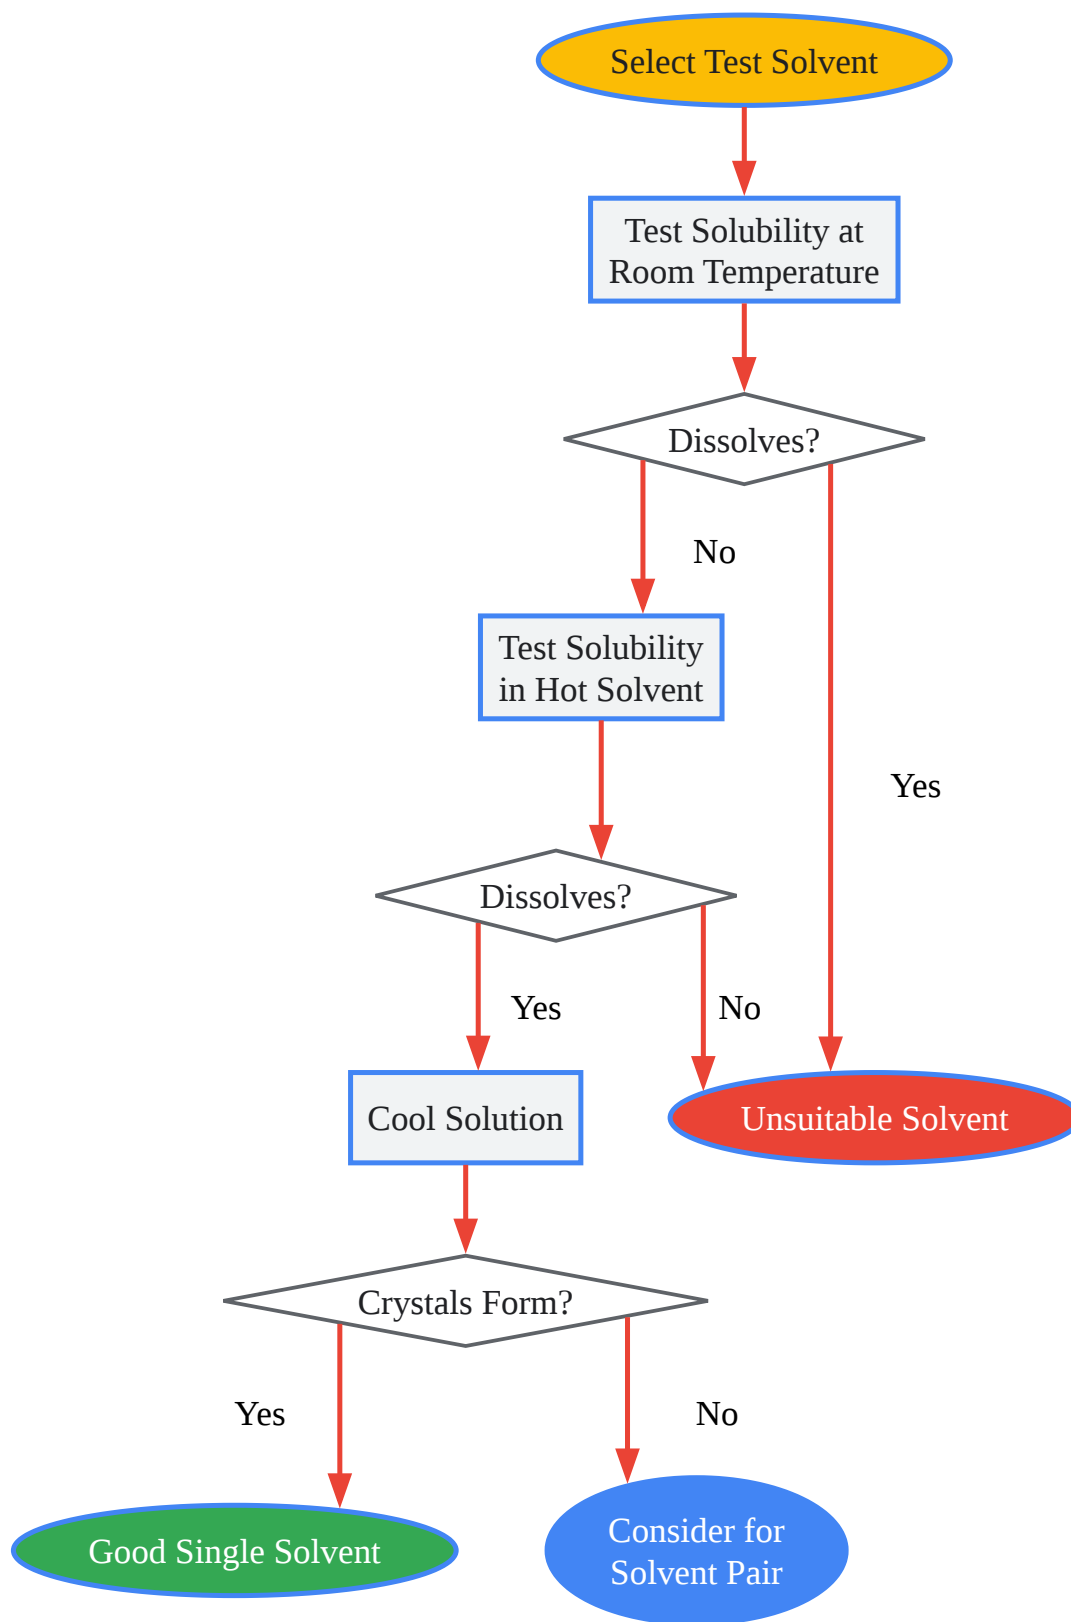 Select Test Solvent
Test Solubility at
Room Temperature
Dissolves?
No
Test Solubility
in Hot Solvent
Yes
Dissolves?
Yes
No
Cool Solution
Unsuitable Solvent
Crystals Form?
Yes
No
Good Single Solvent
Consider for
Solvent Pair